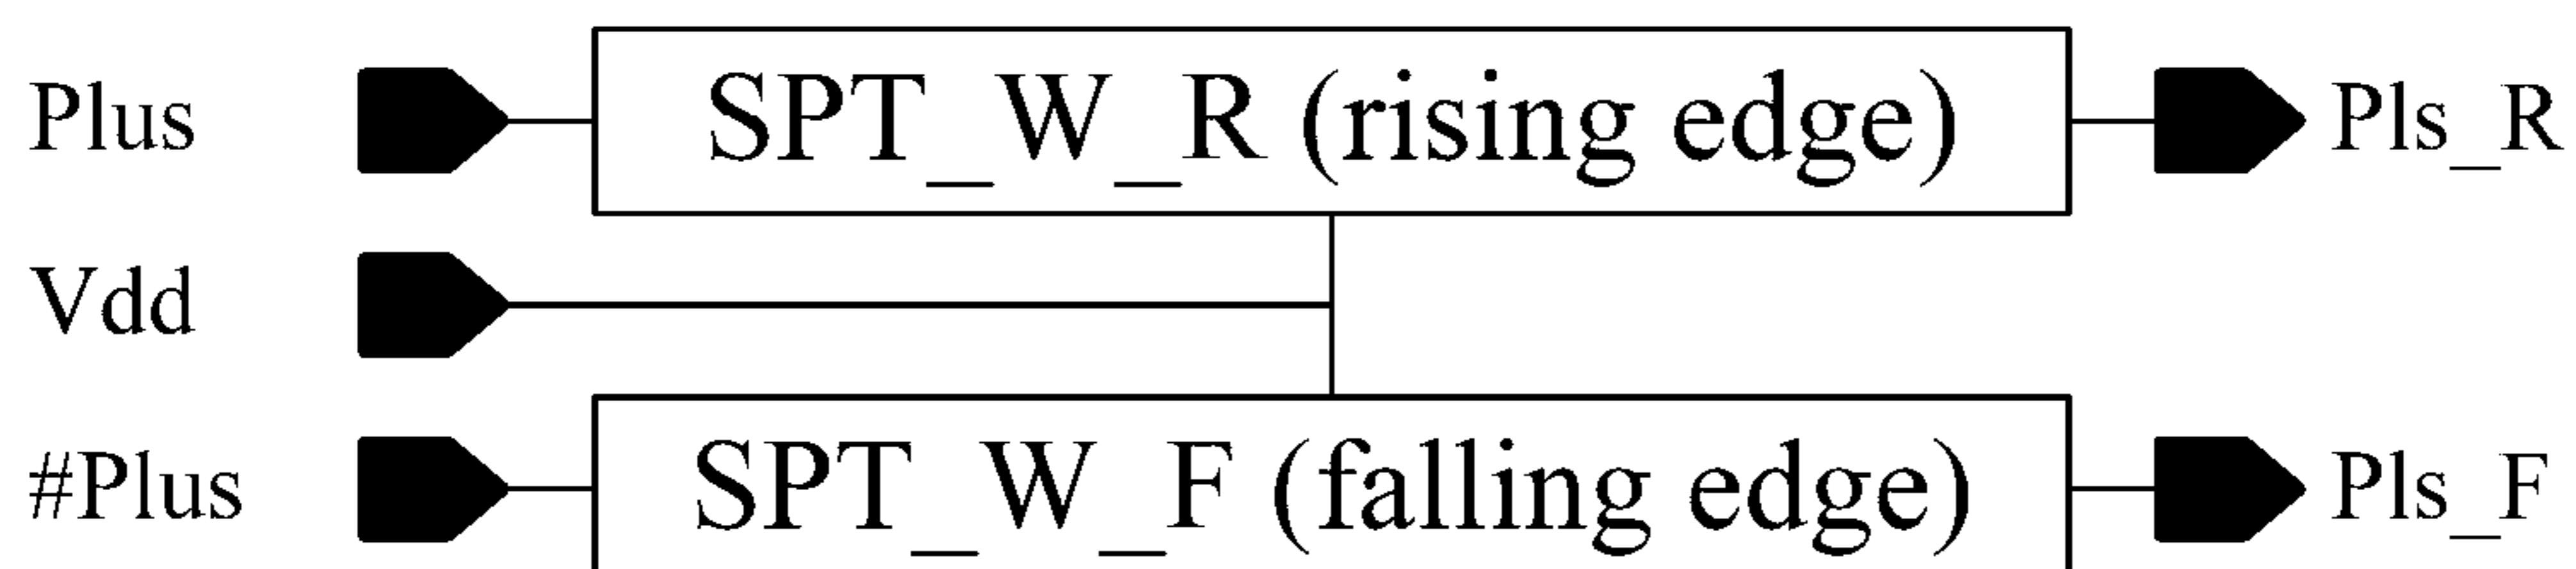 Plus SPT_W_R (rising edge) Pls_R
Vdd
#Plus SPT_W_F (falling edge) Pls_F